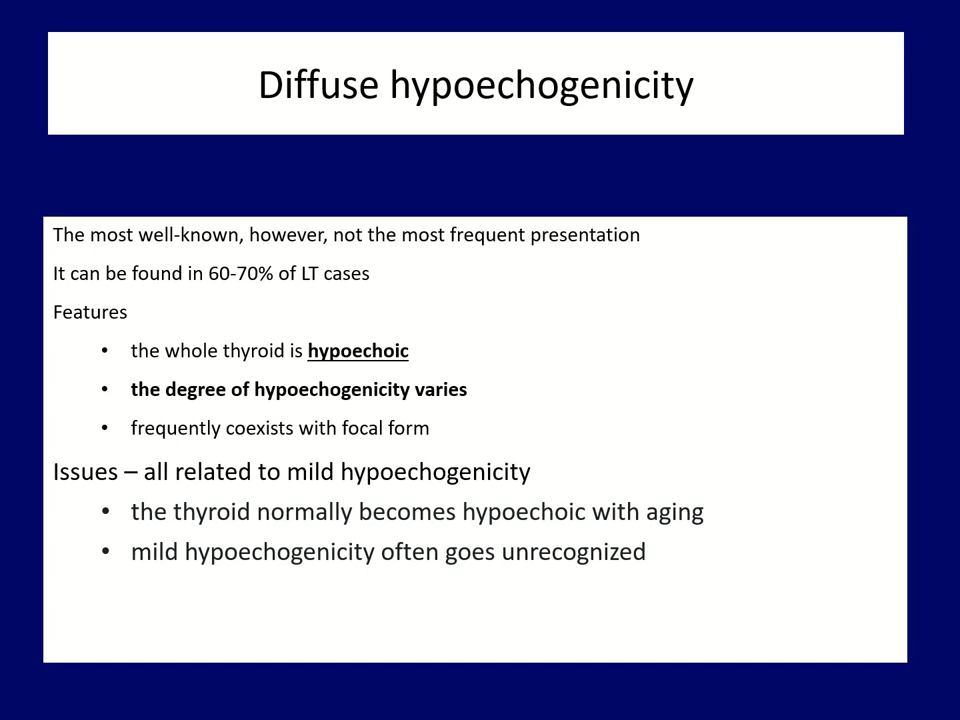 Diffuse hypoechogenicity
The most well-known, however, not the most frequent presentation
It can be found in 60-70% of LT cases
Features
• the whole thyroid is hypoechoic
• the degree of hypoechogenicity varies
• frequently coexists with focal form
Issues – all related to mild hypoechogenicity
• the thyroid normally becomes hypoechoic with aging
• mild hypoechogenicity often goes unrecognized